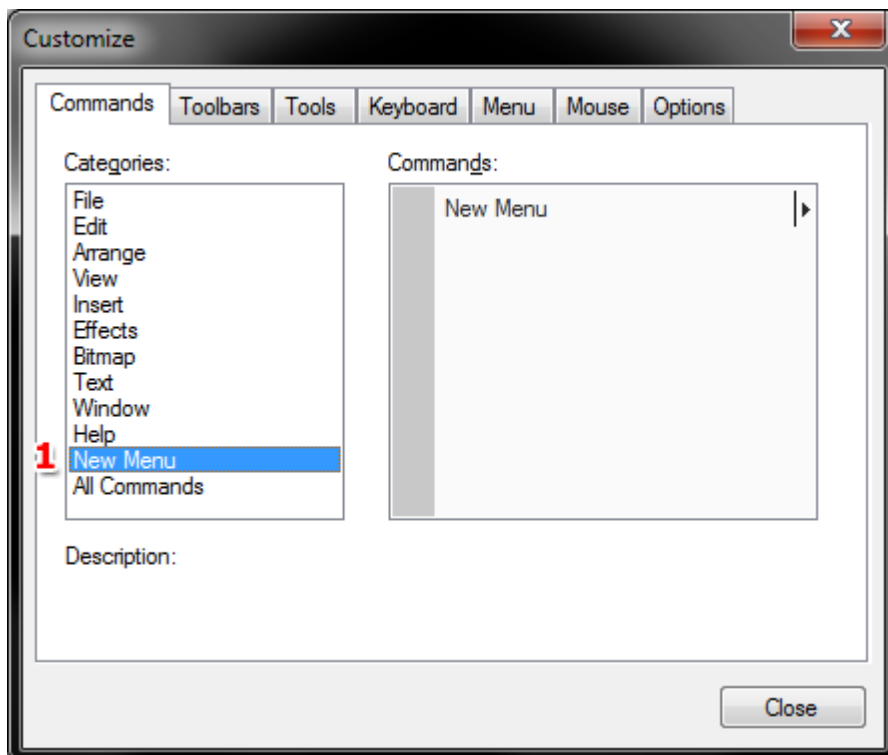 Customize
Commands Toolbars Tools Keyboard Menu Mouse Options
Categories:
File
Edit
Arrange
View
Insert
Effects
Bitmap
Text
Window
Help
1 New Menu
All Commands
Commands:
New Menu
Description:
Close